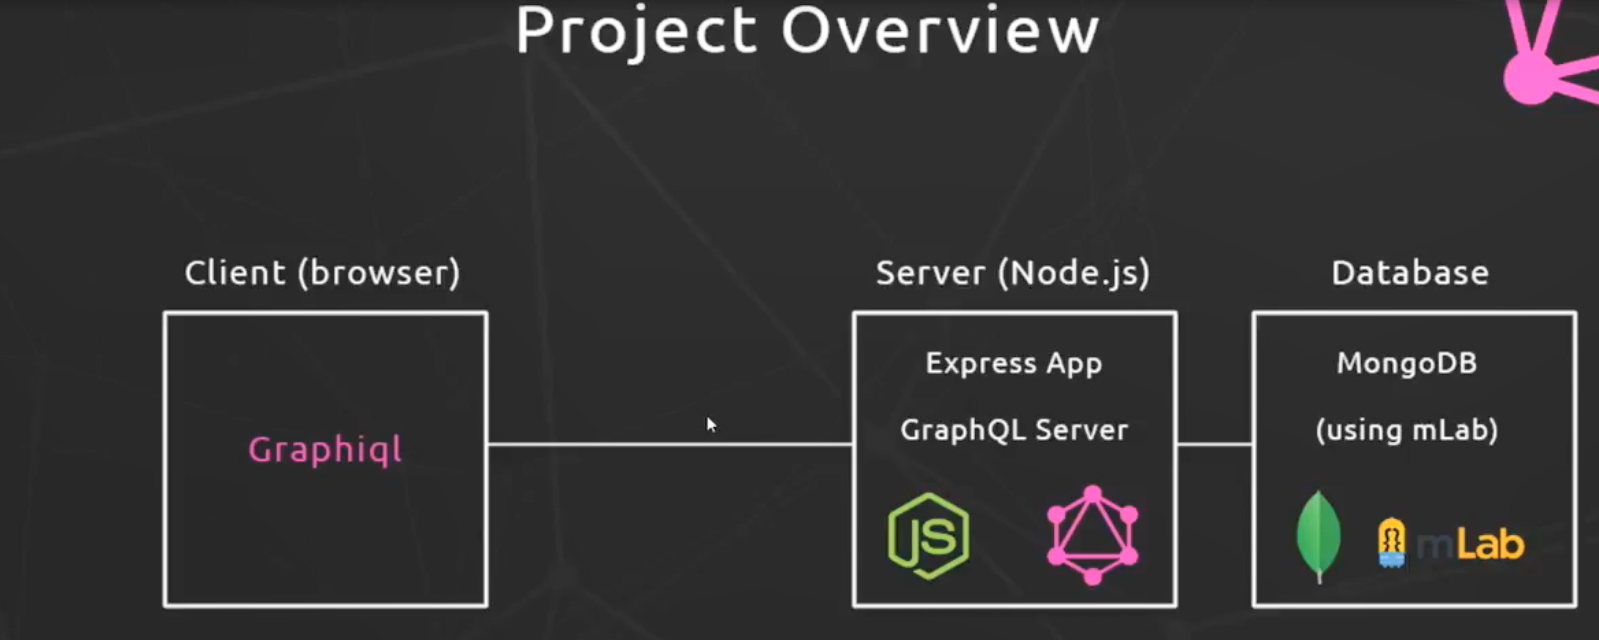 Project Overview
Client (browser)
Graphiql
Server (Node.js)
Express App
GraphQL Server
JS
Database
MongoDB
(using mLab)
mLab